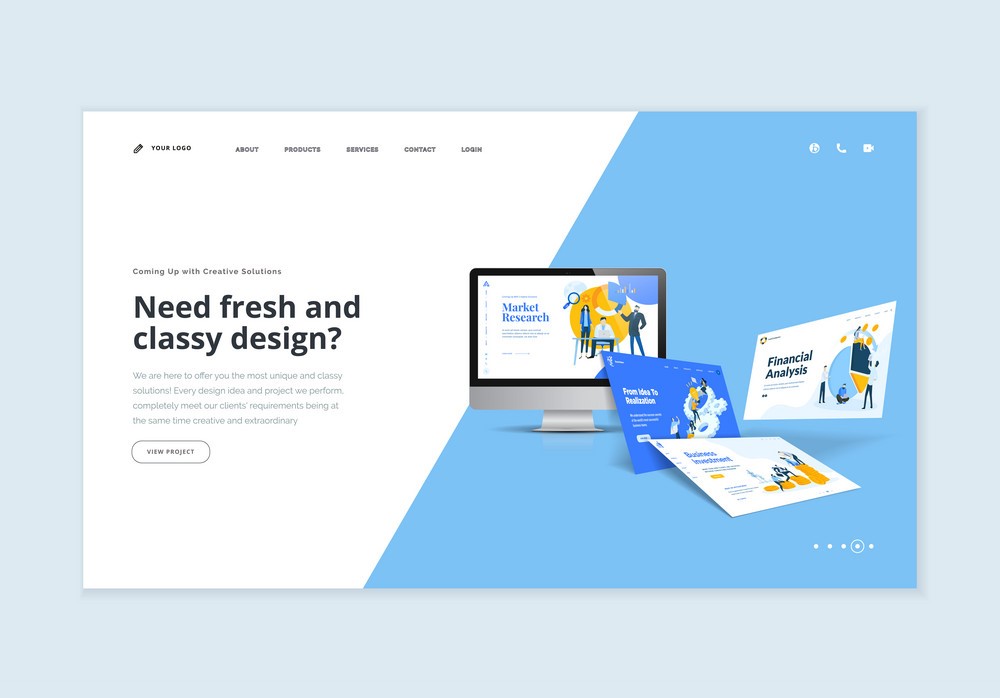 YOUR LOGO
ABOUT PRODUCTS SERVICES CONTACT LOGIN
Coming Up with Creative Solutions
Need fresh and
classy design?
We are here to offer you the most unique and classy
solutions! Every design idea and project we perform,
completely meet our clients' requirements being at
the same time creative and extraordinary
VIEW PROJECT
Market
Research
From Idea To
Realization
Financial
Analysis
Business
Investment